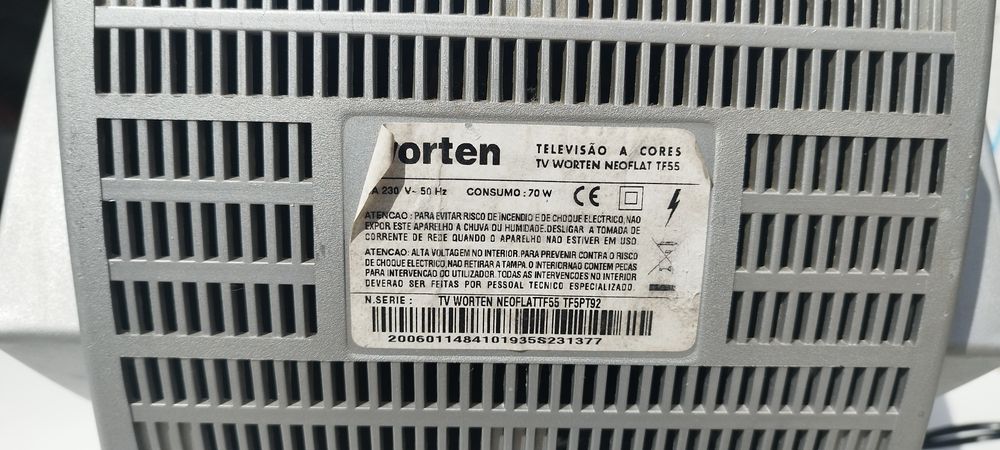 worten
TELEVISÃO A CORES
TV WORTEN NEOFLAT TF55
A 230 V~ 50 Hz CONSUMO : 70 W CE
ATENCAO : PARA EVITAR RISCO DE INCENDIO E DE CHOQUE ELECTRICO, NAO
EXPOR ESTE APARELHO A CHUVA OU HUMIDADE. DESLIGAR A TOMADA DE
CORRENTE DE REDE QUANDO O APARELHO NAO ESTIVER EM USO
ATENCAO: ALTA VOLTAGEM NO INTERIOR. PARA PREVENIR CONTRA O RISCO
DE CHOQUE ELECTRICO, NAO RETIRAR A TAMPA. O INTERIOR NAO CONTEM PECAS
PARA INTERVENCAO DO UTILIZADOR. TODAS AS INTERVENCOES NO INTERIOR
DEVERAO SER FEITAS POR PESSOAL TECNICO ESPECIALIZADO.
N.SERIE : TV WORTEN NEOFLATTF55 TF5PT92
2006011484101935S231377